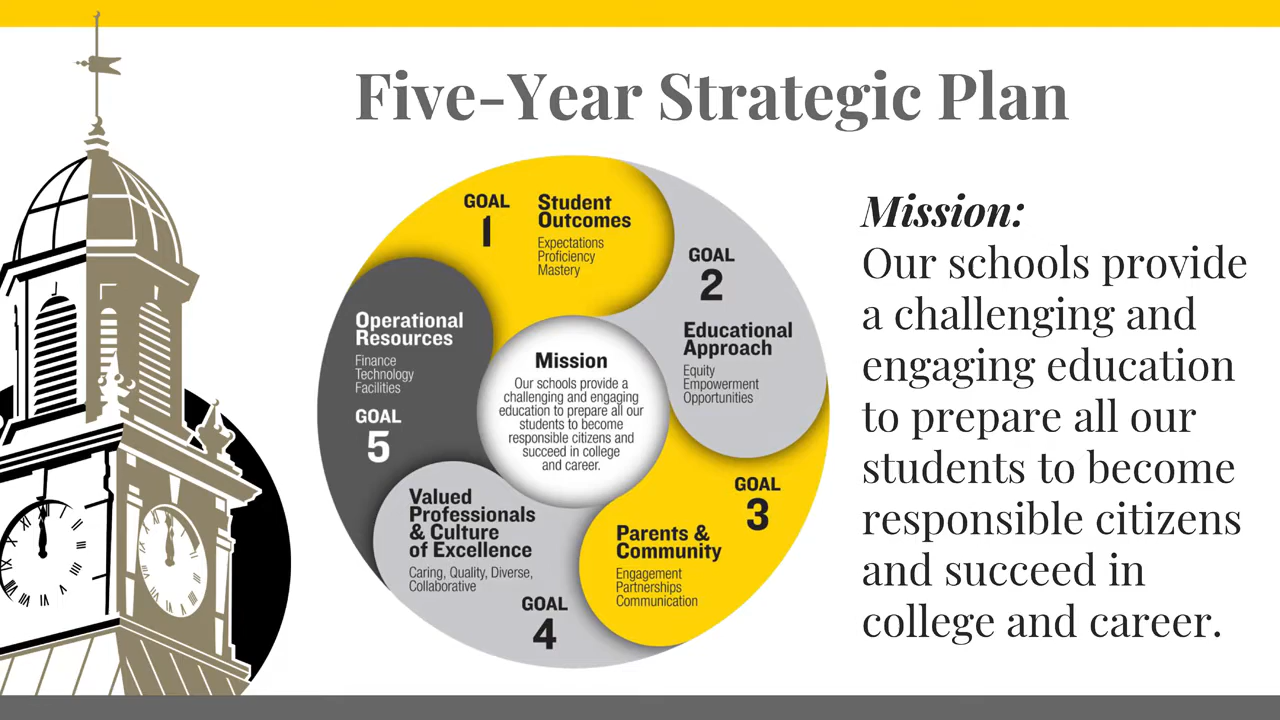 Five-Year Strategic Plan
GOAL
1
Student
Outcomes
Expectations
Proficiency
Mastery
GOAL
2
Educational
Approach
Equity
Empowerment
Opportunities
GOAL
3
Parents &
Community
Engagement
Partnerships
Communication
Valued
Professionals
& Culture
of Excellence
Caring, Quality, Diverse,
Collaborative
GOAL
4
Operational
Resources
Finance
Technology
Facilities
GOAL
5
Mission
Our schools provide a
challenging and engaging
education to prepare all our
students to become
responsible citizens and
succeed in college
and career.
Mission:
Our schools provide
a challenging and
engaging education
to prepare all our
students to become
responsible citizens
and succeed in
college and career.